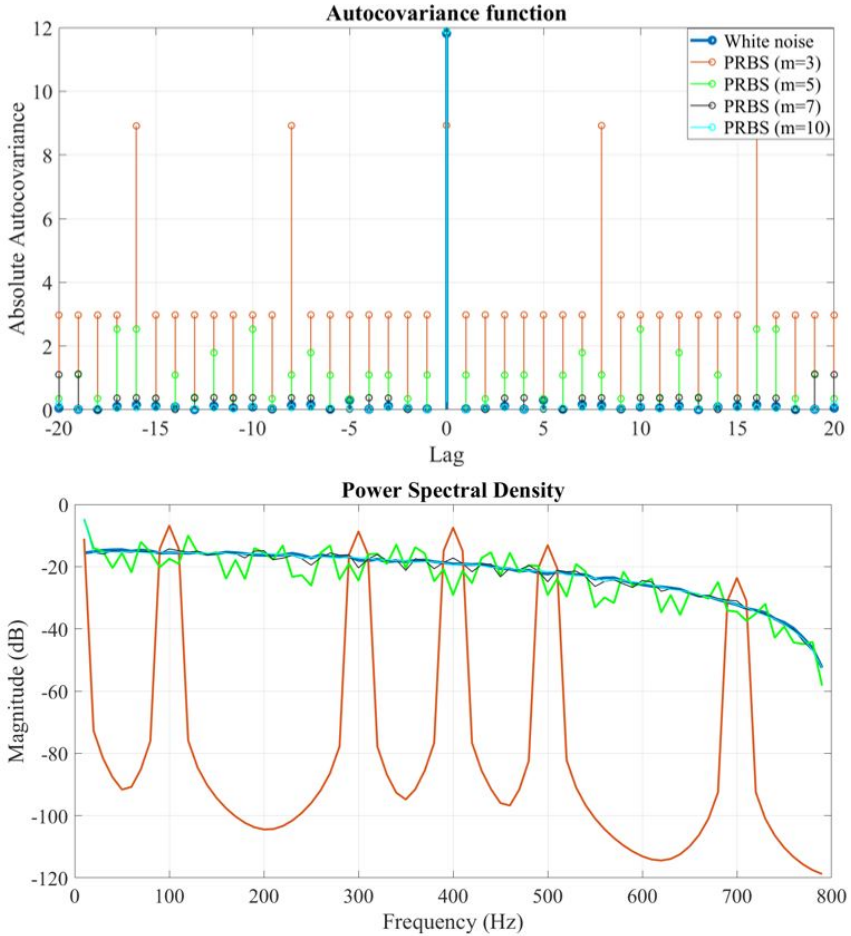 Autocovariance function
12
10
8
6
4
2
0
Absolute Autocovariance
White noise
PRBS (m=3)
PRBS (m=5)
PRBS (m=7)
PRBS (m=10)
-20 -15 -10 -5 0 5 10 15 20
Lag
Power Spectral Density
0
-20
-40
-60
-80
-100
-120
Magnitude (dB)
0 100 200 300 400 500 600 700 800
Frequency (Hz)